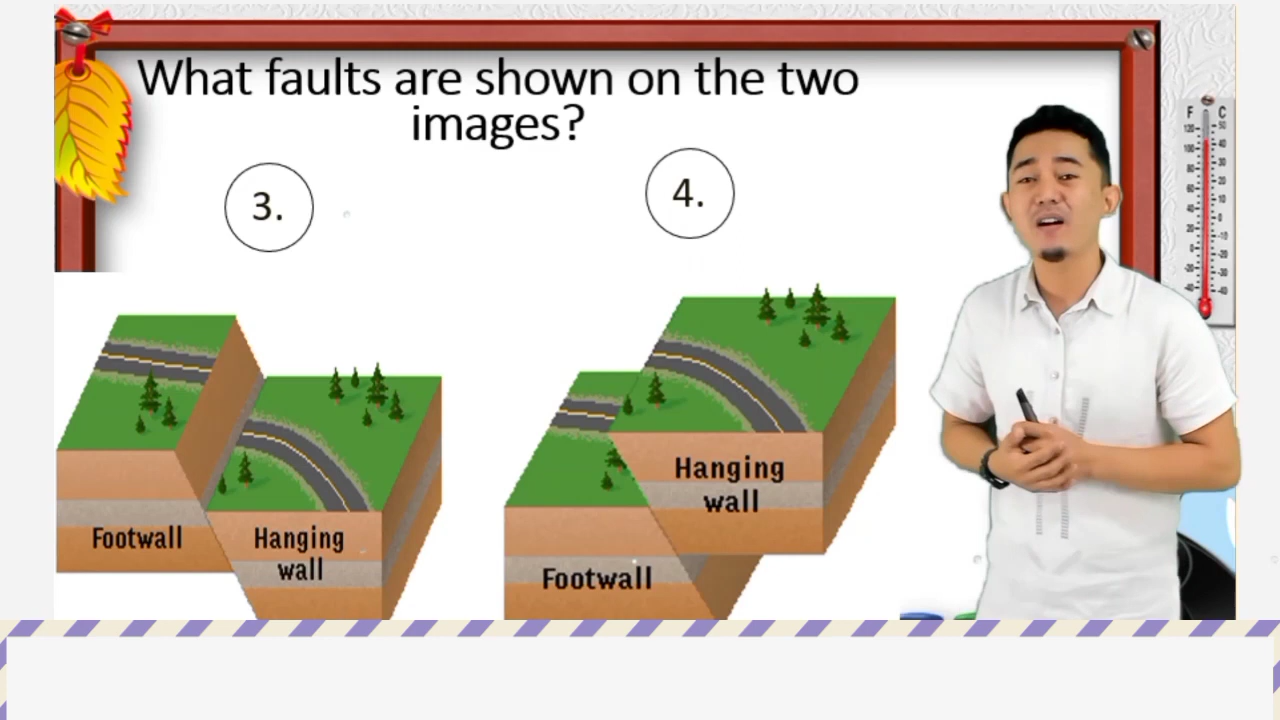 What faults are shown on the two
images?
3.
4.
Footwall
Hanging
wall
Hanging
wall
Footwall
F C